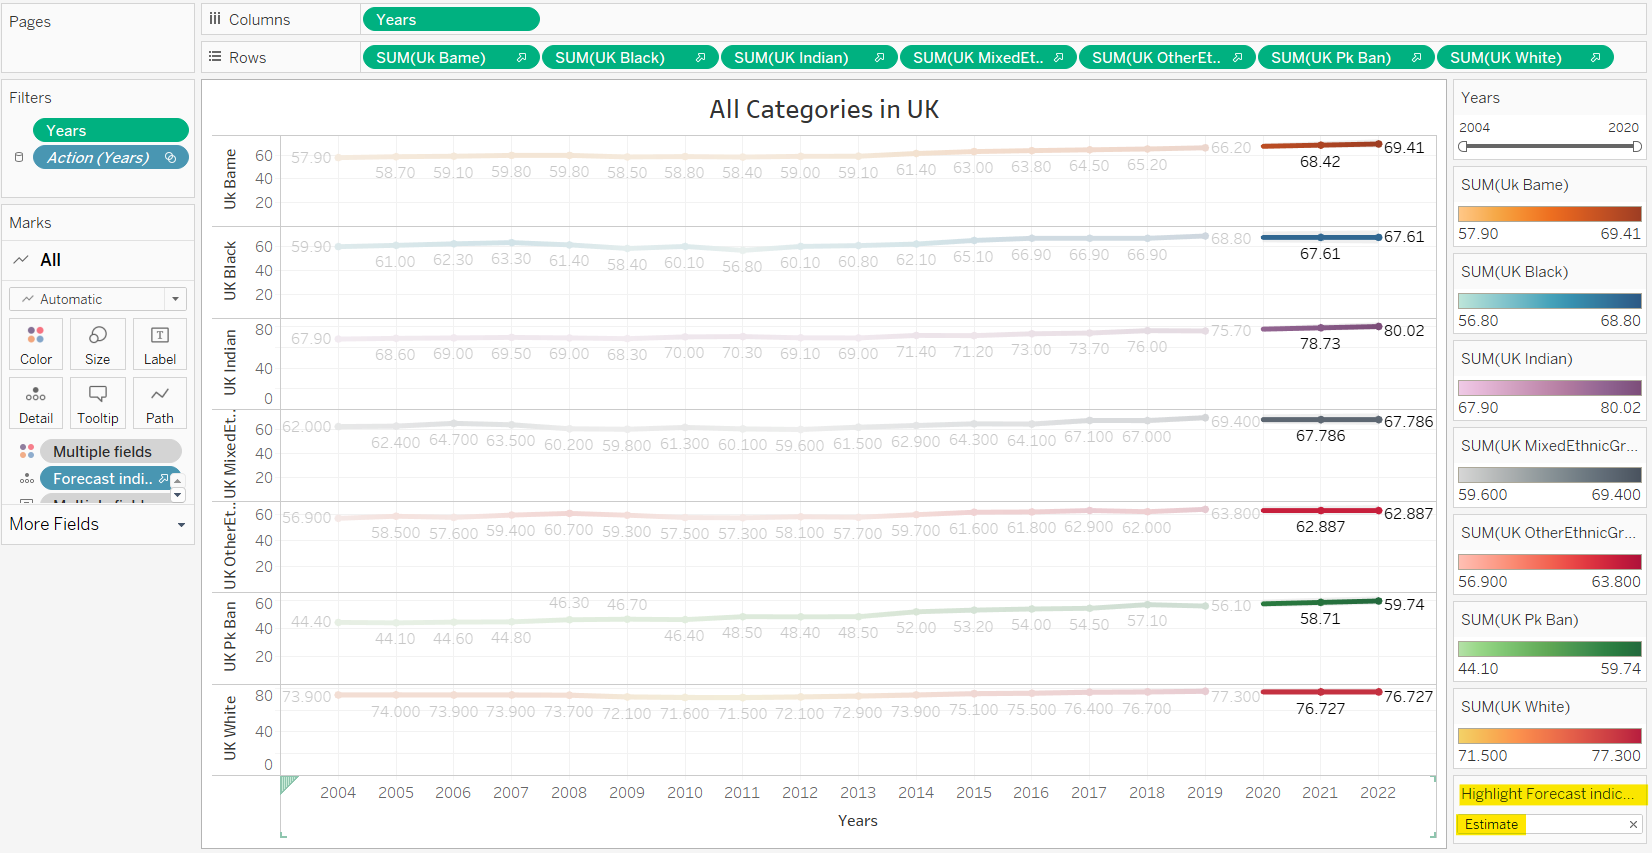 Pages
Columns
Years
Rows
SUM(Uk Bame)
SUM(UK Black)
SUM(UK Indian)
SUM(UK MixedEt..
SUM(UK OtherEt..
SUM(UK Pk Ban)
SUM(UK White)
Filters
Years
Action (Years)
Marks
All
Automatic
Color
Size
Label
Detail
Tooltip
Path
Multiple fields
Forecast indi..
More Fields
All Categories in UK
Uk Bame
60
40
20
57.90 58.70 59.10 59.80 59.80 58.50 58.80 58.40 59.00 59.10 61.40 63.00 63.80 64.50 65.20 66.20 68.42 69.41
UK Black
60
40
20
59.90 61.00 62.30 63.30 61.40 58.40 60.10 56.80 60.10 60.80 62.10 65.10 66.90 66.90 66.90 68.80 67.61 67.61
UK Indian
80
40
0
67.90 68.60 69.00 69.50 69.00 68.30 70.00 70.30 69.10 69.00 71.40 71.20 73.00 73.70 76.00 75.70 78.73 80.02
UK MixedEt..
60
40
20
62.000 62.400 64.700 63.500 60.200 59.800 61.300 60.100 59.600 61.500 62.900 64.300 64.100 67.100 67.000 69.400 67.786 67.786
UK OtherEt..
60
40
20
56.900 58.500 57.600 59.400 60.700 59.300 57.500 57.300 58.100 57.700 59.700 61.600 61.800 62.900 62.000 63.800 62.887 62.887
UK Pk Ban
60
40
20
44.40 44.10 44.60 44.80 46.30 46.70 46.40 48.50 48.40 48.50 52.00 53.20 54.00 54.50 57.10 56.10 58.71 59.74
UK White
80
40
0
73.900 74.000 73.900 73.900 73.700 72.100 71.600 71.500 72.100 72.900 73.900 75.100 75.500 76.400 76.700 77.300 76.727 76.727
2004 2005 2006 2007 2008 2009 2010 2011 2012 2013 2014 2015 2016 2017 2018 2019 2020 2021 2022
Years
Years
2004 2020
SUM(Uk Bame)
57.90 69.41
SUM(UK Black)
56.80 68.80
SUM(UK Indian)
67.90 80.02
SUM(UK MixedEthnicGr...
59.600 69.400
SUM(UK OtherEthnicGr...
56.900 63.800
SUM(UK Pk Ban)
44.10 59.74
SUM(UK White)
71.500 77.300
Highlight Forecast indic...
Estimate